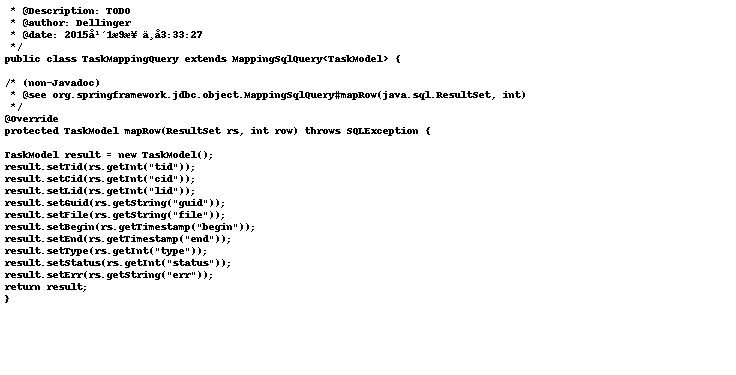 * @Description: TODO
* @author: Dellinger
* @date: 2015å¹´1æ9æ¥ ä¸å3:33:27
*/
public class TaskMappingQuery extends MappingSqlQuery<TaskModel> {
/* (non-Javadoc)
* @see org.springframework.jdbc.object.MappingSqlQuery#mapRow(java.sql.ResultSet, int)
*/
@Override
protected TaskModel mapRow(ResultSet rs, int row) throws SQLException {
TaskModel result = new TaskModel();
result.setTid(rs.getInt("tid"));
result.setCid(rs.getInt("cid"));
result.setLid(rs.getInt("lid"));
result.setGuid(rs.getString("guid"));
result.setFile(rs.getString("file"));
result.setBegin(rs.getTimestamp("begin"));
result.setEnd(rs.getTimestamp("end"));
result.setType(rs.getInt("type"));
result.setStatus(rs.getInt("status"));
result.setErr(rs.getString("err"));
return result;
}